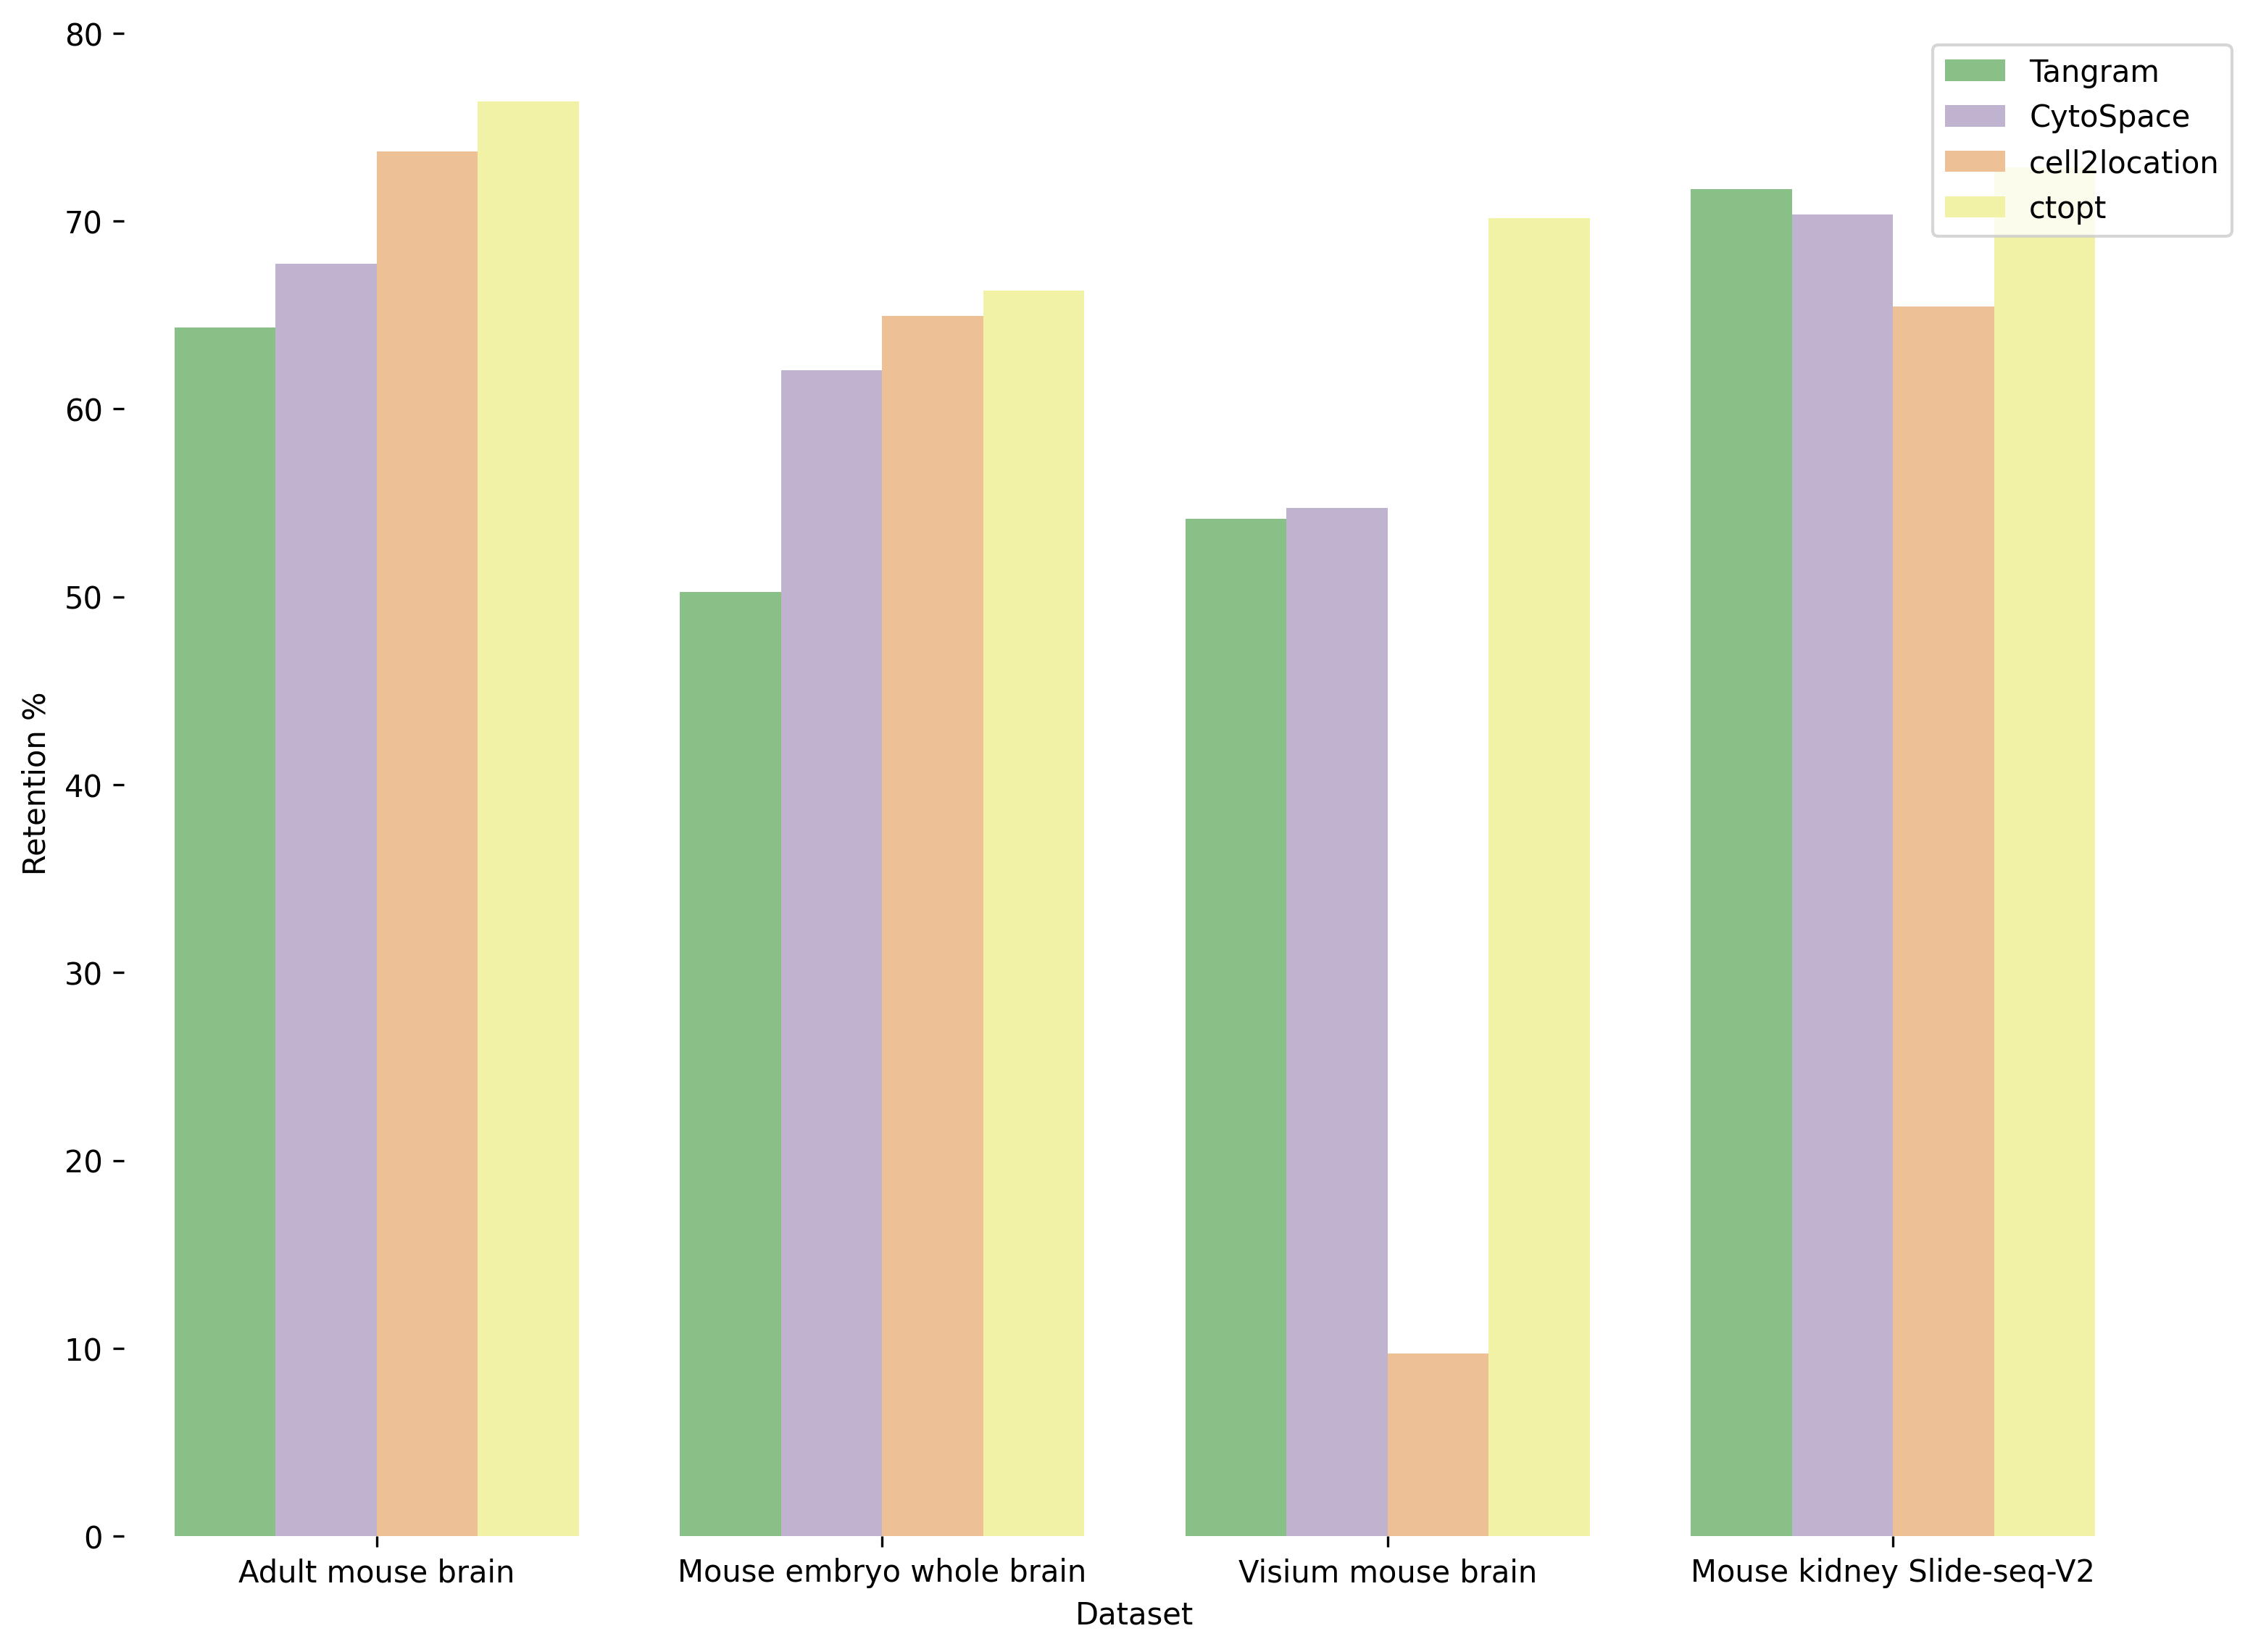 80
70
60
50
40
30
20
10
0
Retention %
Tangram
CytoSpace
cell2location
ctopt
Adult mouse brain
Mouse embryo whole brain
Visium mouse brain
Mouse kidney Slide-seq-V2
Dataset